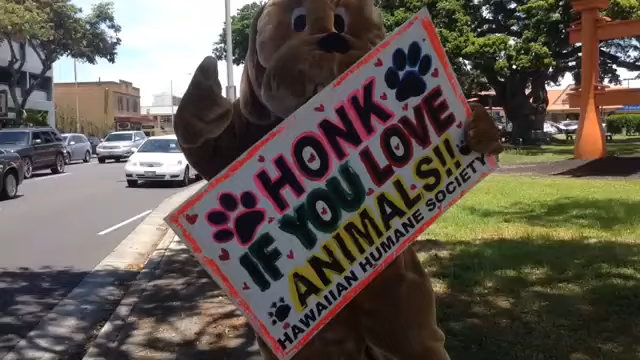 HONK
IF YOU LOVE
ANIMALS!!
HAWAIIAN HUMANE SOCIETY